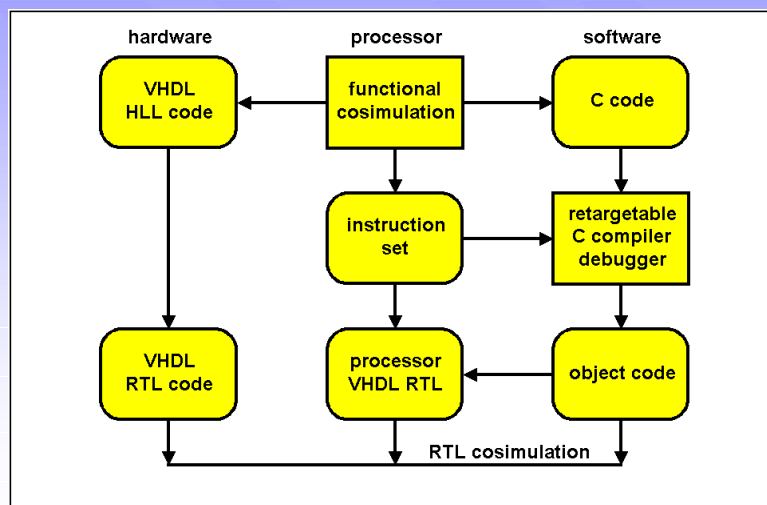 hardware
processor
software
VHDL
HLL code
functional
cosimulation
C code
instruction
set
retargetable
C compiler
debugger
VHDL
RTL code
processor
VHDL RTL
object code
RTL cosimulation